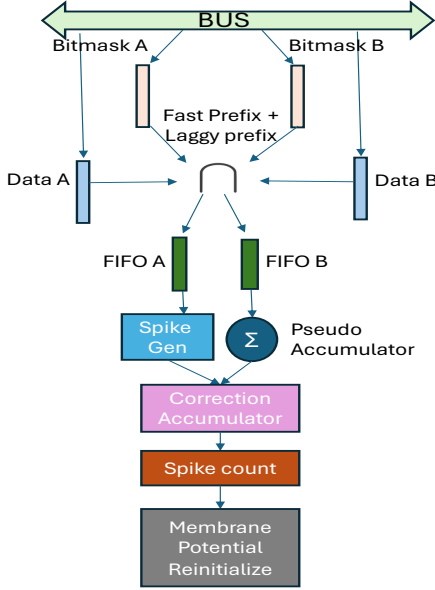 BUS
Bitmask A
Bitmask B
Fast Prefix +
Laggy prefix
Data A
Data B
FIFO A
FIFO B
Spike
Gen
Σ
Pseudo
Accumulator
Correction
Accumulator
Spike count
Membrane
Potential
Reinitialize